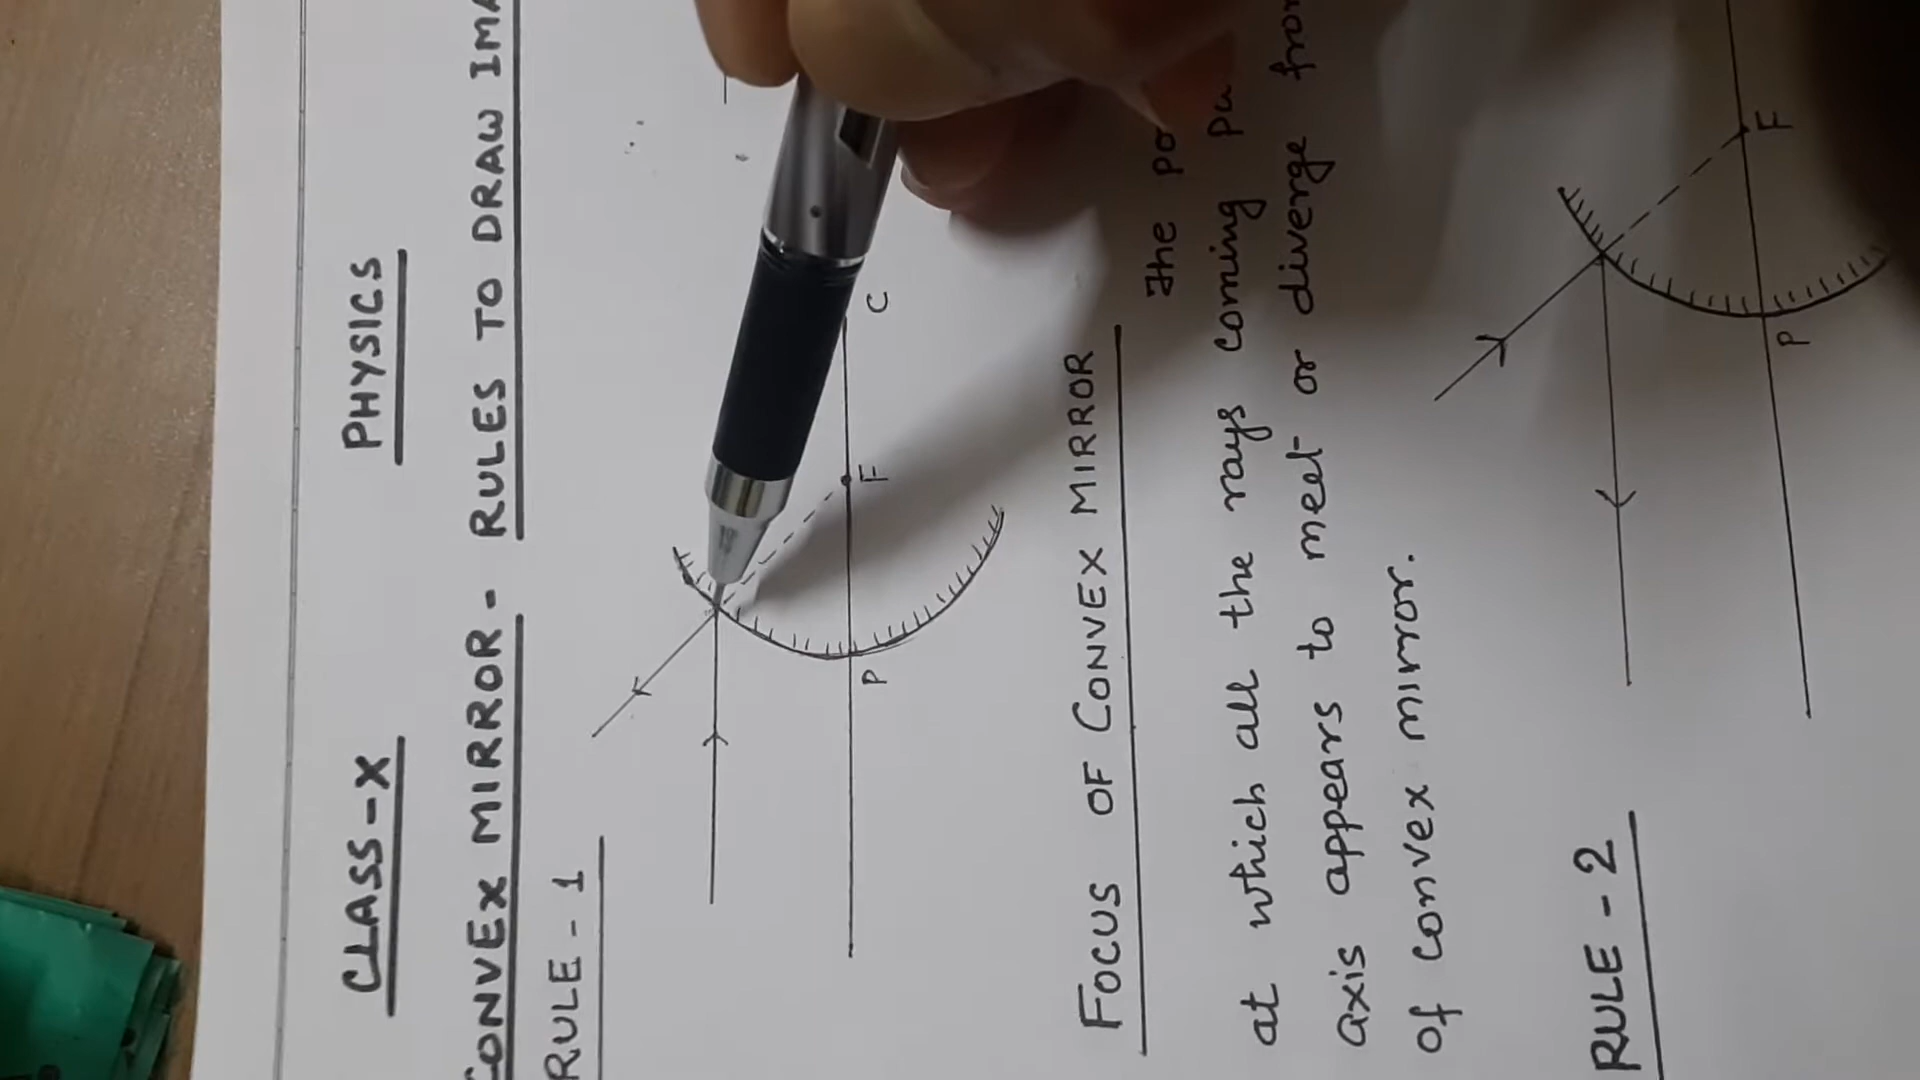 CLASS-X PHYSICS
CONVEX MIRROR - RULES TO DRAW
RULE - 1
P F C
FOCUS OF CONVEX MIRROR the
at which all the rays coming
axis appears to meet or diverge from
of convex mirror.
RULE - 2
P F